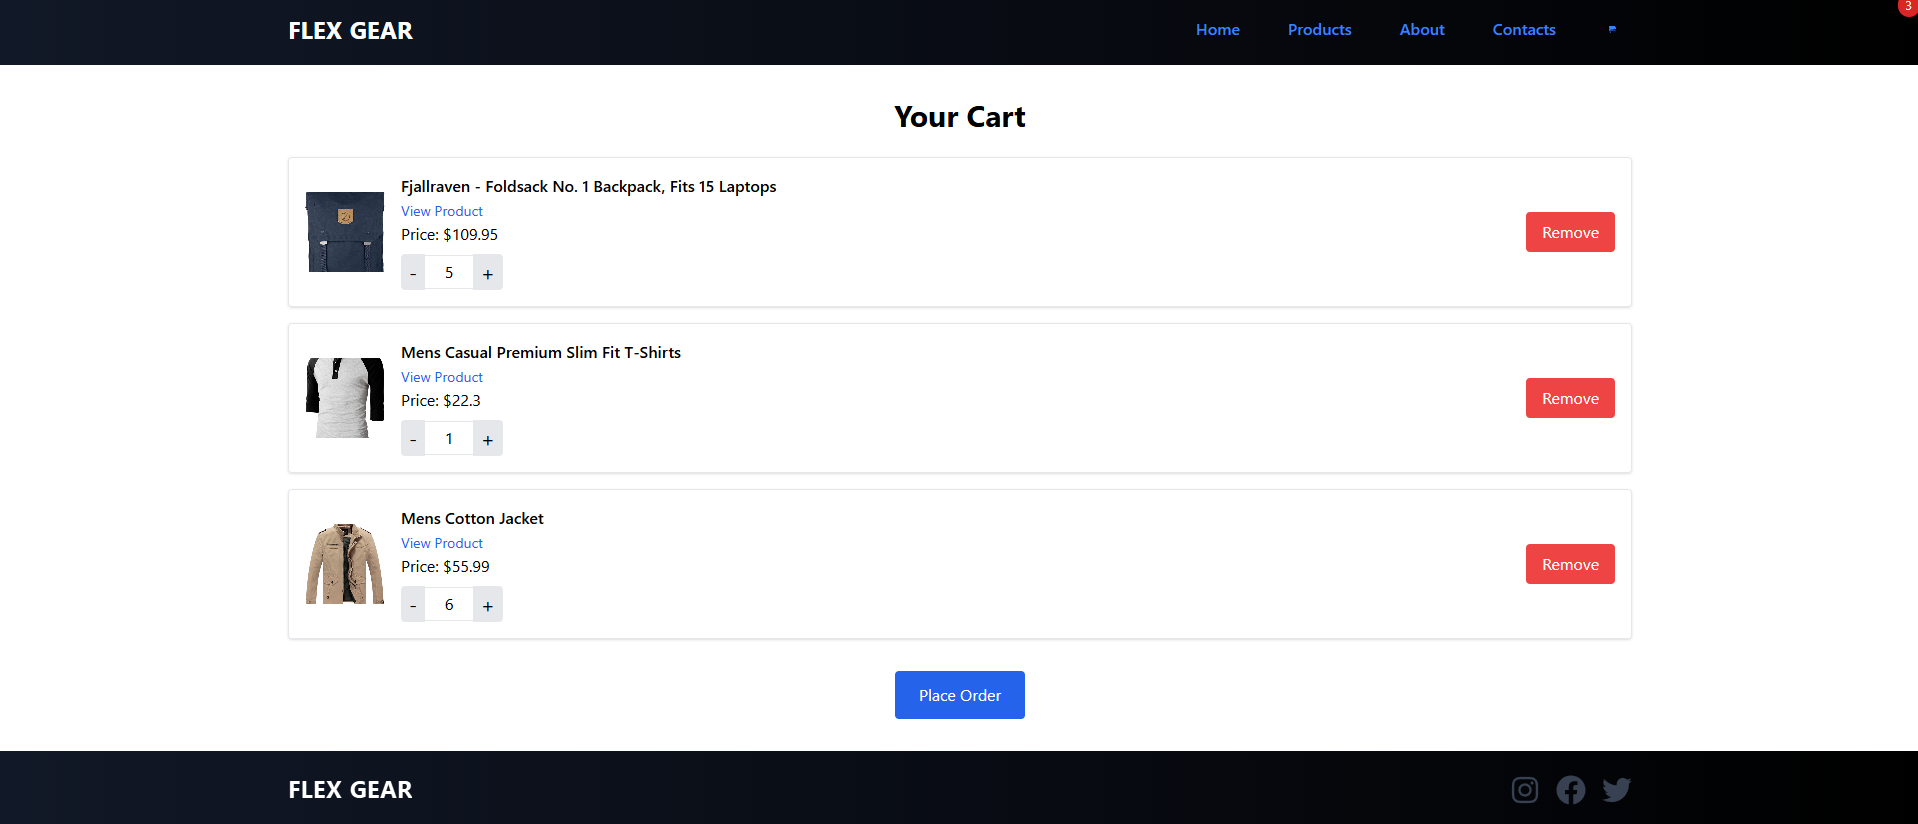 FLEX GEAR
Home Products About Contacts
3
Your Cart
Fjallraven - Foldsack No. 1 Backpack, Fits 15 Laptops
View Product
Price: $109.95
- 5 +
Remove
Mens Casual Premium Slim Fit T-Shirts
View Product
Price: $22.3
- 1 +
Remove
Mens Cotton Jacket
View Product
Price: $55.99
- 6 +
Remove
Place Order
FLEX GEAR